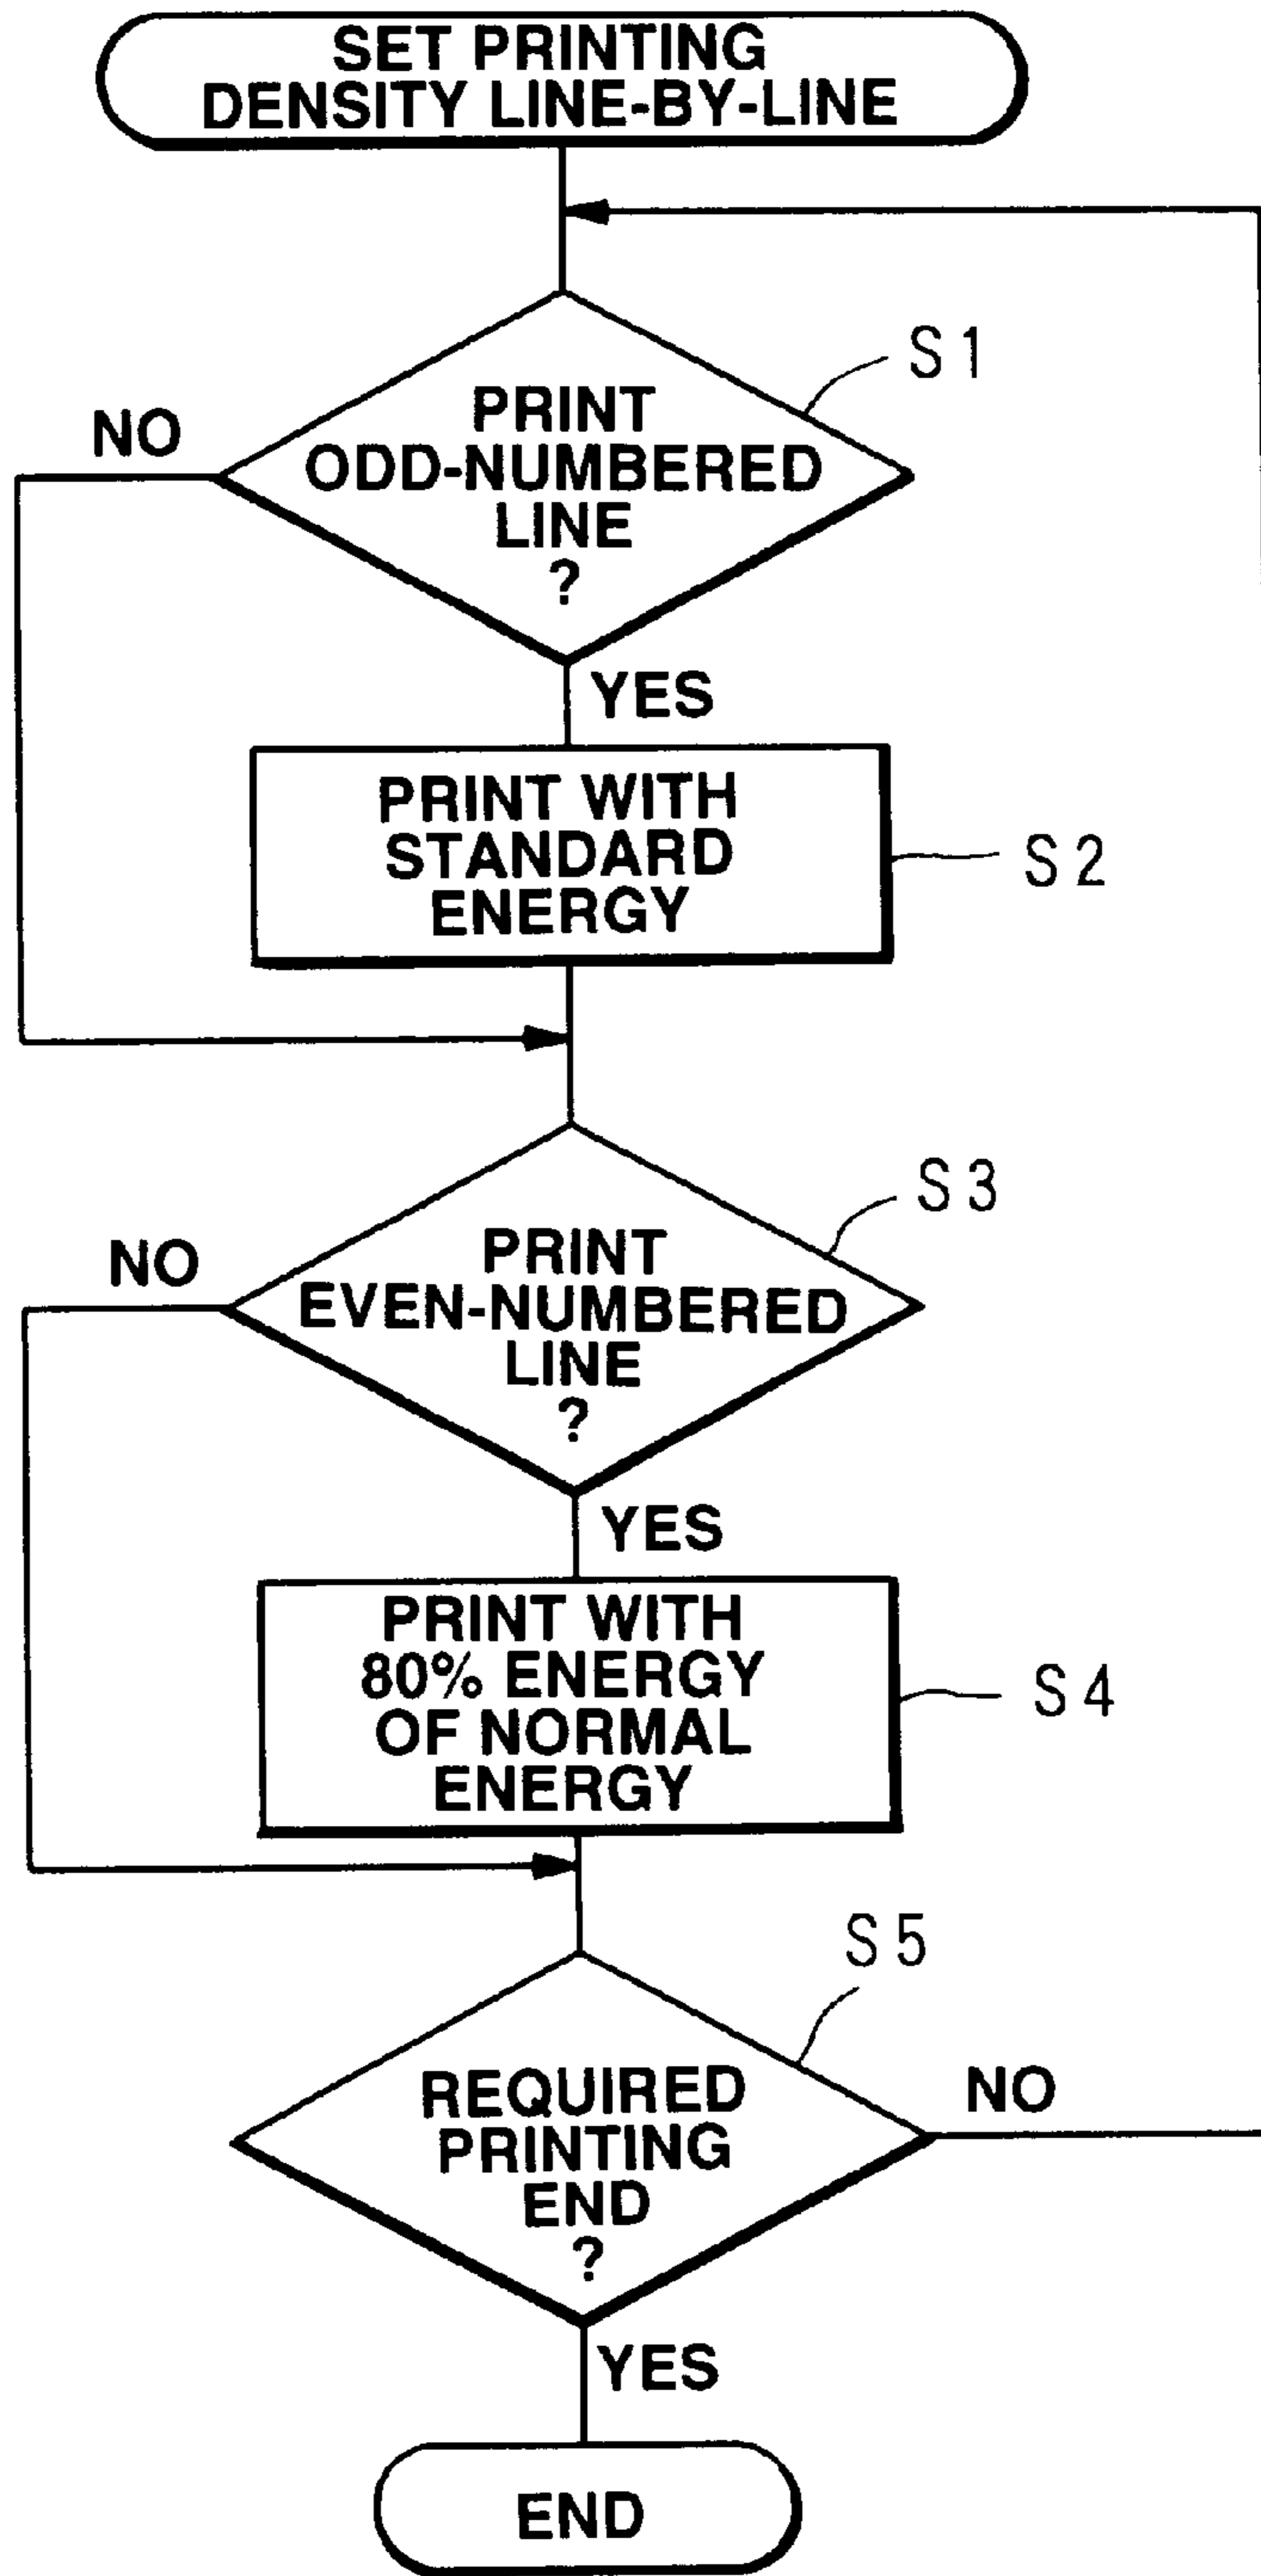 SET PRINTING
DENSITY LINE-BY-LINE
S1
NO
PRINT
ODD-NUMBERED
LINE
?
YES
PRINT WITH
STANDARD
ENERGY
S2
S3
NO
PRINT
EVEN-NUMBERED
LINE
?
YES
PRINT WITH
80% ENERGY
OF NORMAL
ENERGY
S4
S5
REQUIRED
PRINTING
END
?
NO
YES
END